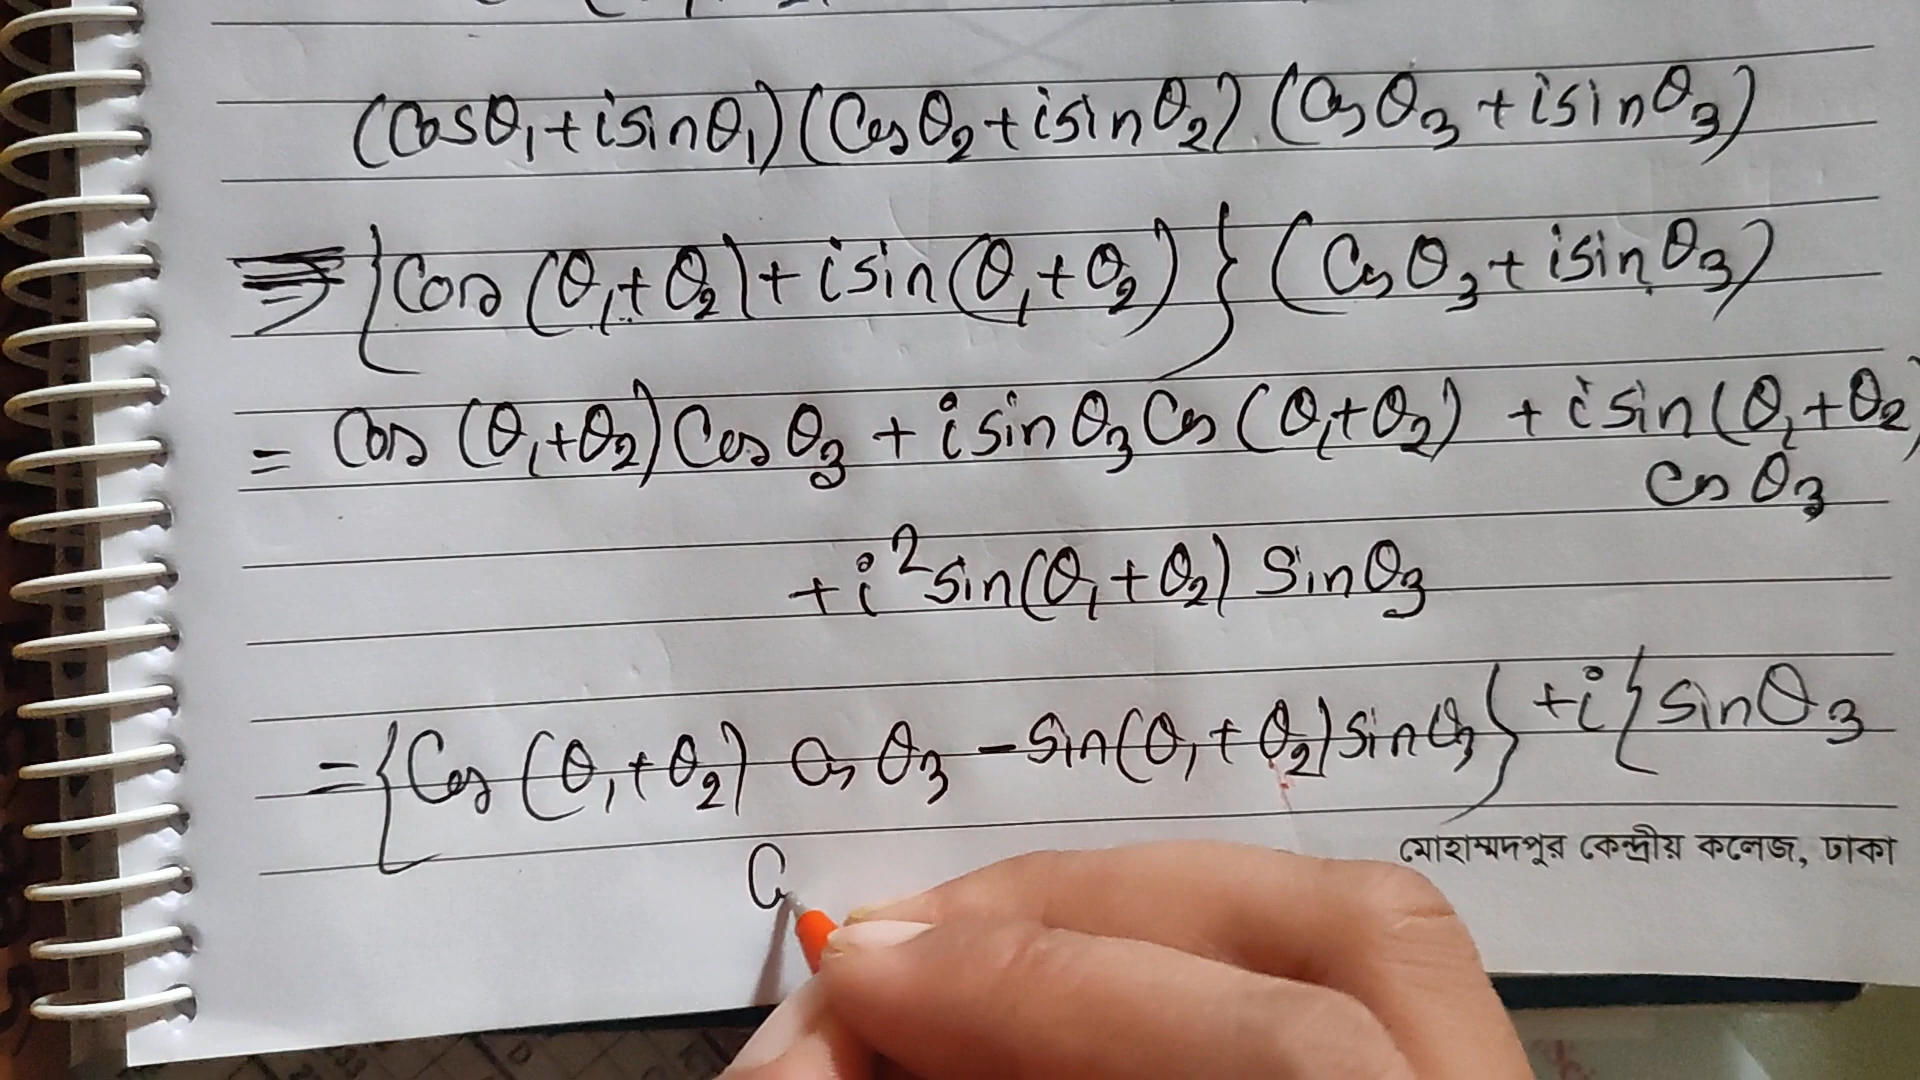 (Cosθ₁+isinθ₁)(Cosθ₂+isinθ₂).(Cosθ₃+isinθ₃)
⇒{Cos(θ₁+θ₂)+isin(θ₁+θ₂)}(Cosθ₃+isinθ₃)
= Cos(θ₁+θ₂)Cosθ₃+isinθ₃Cos(θ₁+θ₂)+isin(θ₁+θ₂)
Cosθ₃
+i²sin(θ₁+θ₂) Sinθ₃
={Cos(θ₁+θ₂) Cosθ₃-Sin(θ₁+θ₂)sinθ₃}+i{sinθ₃
C
মোহাম্মদপুর কেন্দ্রীয় কলেজ, ঢাকা